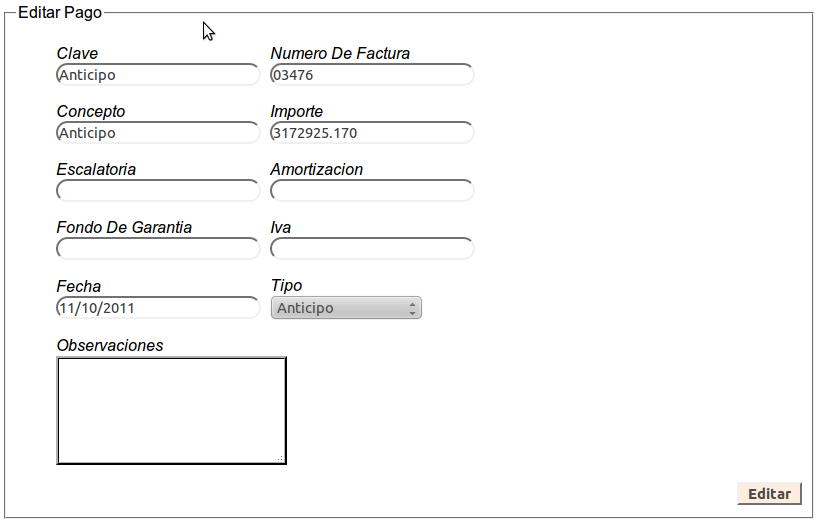 Editar Pago
Clave Numero De Factura
Anticipo 03476
Concepto Importe
Anticipo 3172925.170
Escalatoria Amortizacion
Fondo De Garantia Iva
Fecha Tipo
11/10/2011 Anticipo
Observaciones
Editar